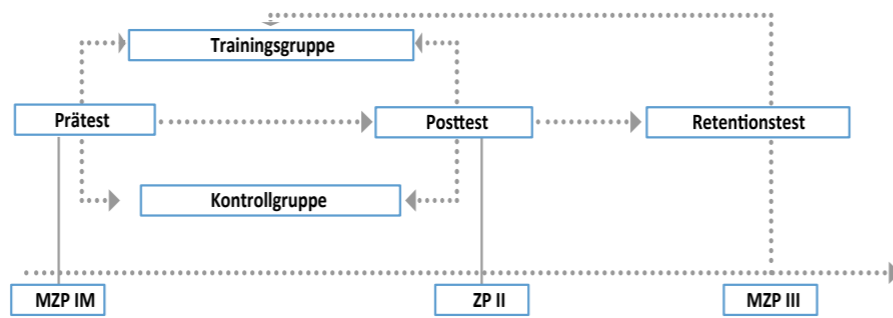 Trainingsgruppe
Prätest
Posttest
Retentionstest
Kontrollgruppe
MZP IM
ZP II
MZP III